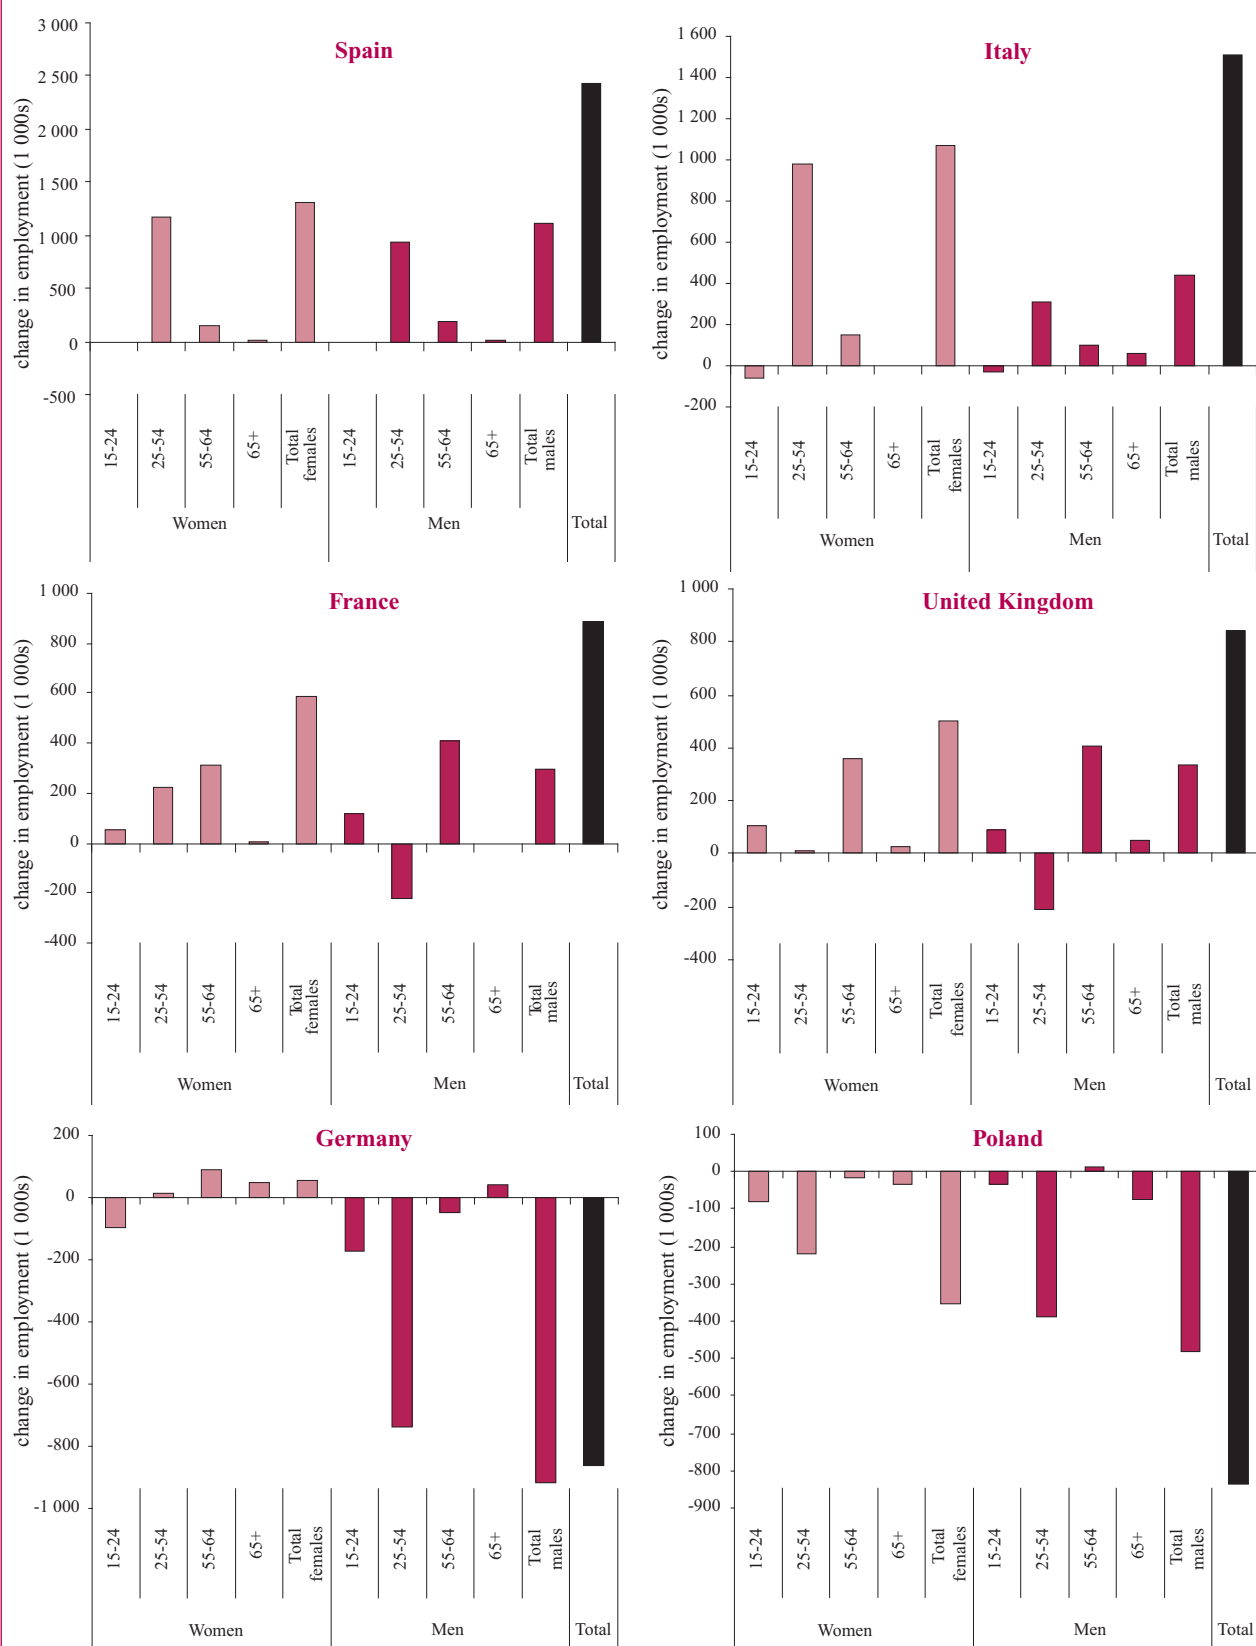 Spain
change in employment (1 000s)
3 000
2 500
2 000
1 500
1 000
500
0
-500
15-24
25-54
55-64
65+
Total
females
15-24
25-54
55-64
65+
Total
males
Women
Men
Total
Italy
change in employment (1 000s)
1 600
1 400
1 200
1 000
800
600
400
200
0
-200
15-24
25-54
55-64
65+
Total
females
15-24
25-54
55-64
65+
Total
males
Women
Men
Total
France
change in employment (1 000s)
1 000
800
600
400
200
0
-200
-400
15-24
25-54
55-64
65+
Total
females
15-24
25-54
55-64
65+
Total
males
Women
Men
Total
United Kingdom
change in employment (1 000s)
1 000
800
600
400
200
0
-200
-400
15-24
25-54
55-64
65+
Total
females
15-24
25-54
55-64
65+
Total
males
Women
Men
Total
Germany
change in employment (1 000s)
200
0
-200
-400
-600
-800
-1 000
15-24
25-54
55-64
65+
Total
females
15-24
25-54
55-64
65+
Total
males
Women
Men
Total
Poland
change in employment (1 000s)
100
0
-100
-200
-300
-400
-500
-600
-700
-800
-900
15-24
25-54
55-64
65+
Total
females
15-24
25-54
55-64
65+
Total
males
Women
Men
Total